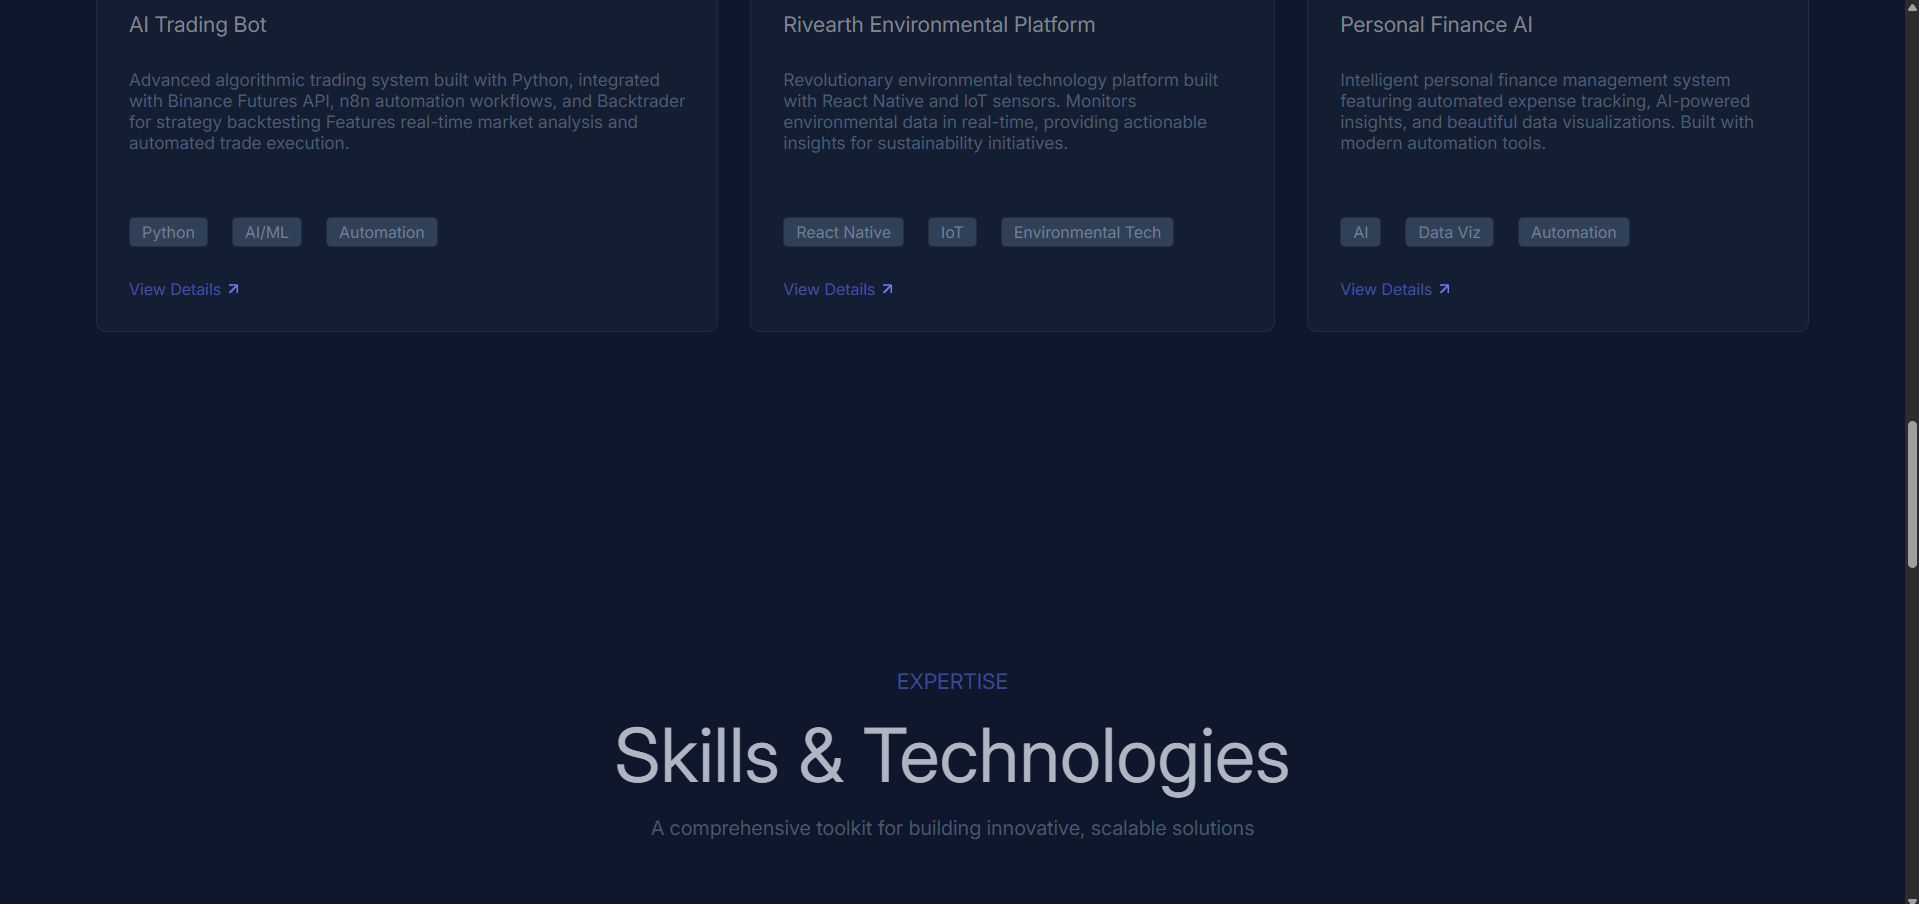 AI Trading Bot
Advanced algorithmic trading system built with Python, integrated
with Binance Futures API, n8n automation workflows, and Backtrader
for strategy backtesting Features real-time market analysis and
automated trade execution.
Python AI/ML Automation
View Details
Rivearth Environmental Platform
Revolutionary environmental technology platform built
with React Native and IoT sensors. Monitors
environmental data in real-time, providing actionable
insights for sustainability initiatives.
React Native IoT Environmental Tech
View Details
Personal Finance AI
Intelligent personal finance management system
featuring automated expense tracking, AI-powered
insights, and beautiful data visualizations. Built with
modern automation tools.
AI Data Viz Automation
View Details
EXPERTISE
Skills & Technologies
A comprehensive toolkit for building innovative, scalable solutions